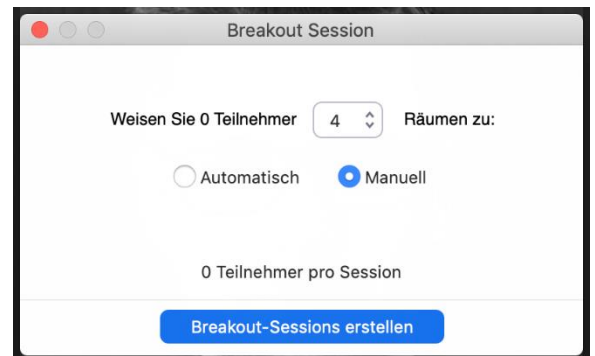 Breakout Session
Weisen Sie 0 Teilnehmer 4 Räumen zu:
Automatisch Manuell
0 Teilnehmer pro Session
Breakout-Sessions erstellen